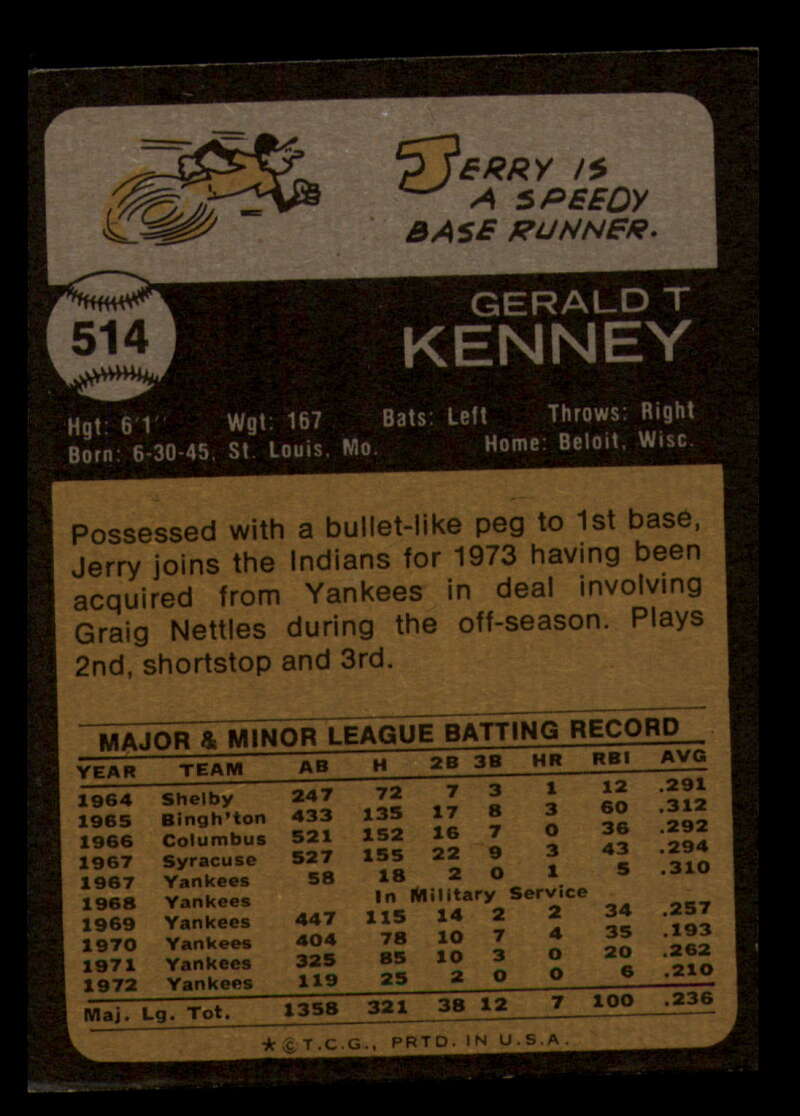 JERRY IS
A SPEEDY
BASE RUNNER.
514
GERALD T
KENNEY
Hgt: 6'1" Wgt: 167 Bats: Left Throws: Right
Born: 6-30-45, St. Louis, Mo. Home: Beloit, Wisc.
Possessed with a bullet-like peg to 1st base,
Jerry joins the Indians for 1973 having been
acquired from Yankees in deal involving
Graig Nettles during the off-season. Plays
2nd, shortstop and 3rd.
MAJOR & MINOR LEAGUE BATTING RECORD
YEAR TEAM AB H 2B 3B HR RBI AVG
1964 Shelby 247 72 7 3 1 12 .291
1965 Bingh'ton 433 135 17 8 3 60 .312
1966 Columbus 521 152 16 7 0 36 .292
1967 Syracuse 527 155 22 9 3 43 .294
1967 Yankees 58 18 2 0 1 5 .310
1968 Yankees In Military Service
1969 Yankees 447 115 14 2 2 34 .257
1970 Yankees 404 78 10 7 4 35 .193
1971 Yankees 325 85 10 3 0 20 .262
1972 Yankees 119 25 2 0 0 6 .210
Maj. Lg. Tot. 1358 321 38 12 7 100 .236
★ © T.C.G., PRTD. IN U.S.A.